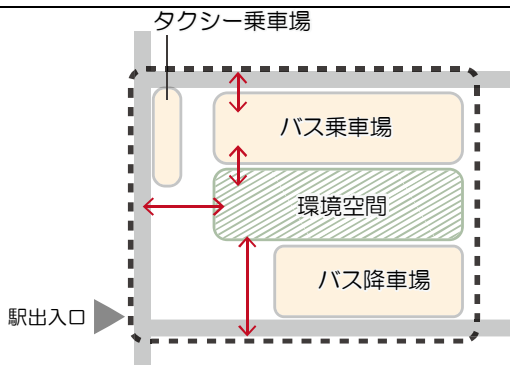 タクシー乗車場
バス乗車場
環境空間
バス降車場
駅出入口